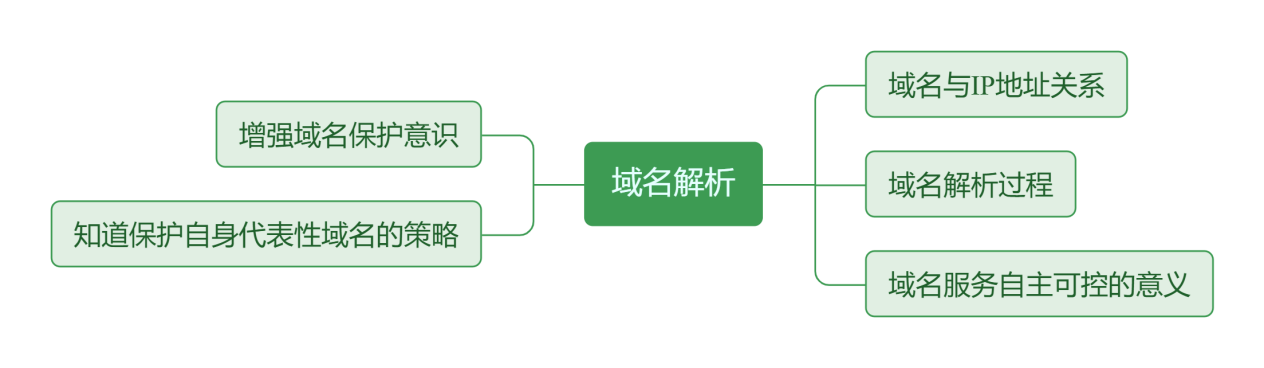 域名解析
域名与IP地址关系
域名解析过程
域名服务自主可控的意义
增强域名保护意识
知道保护自身代表性域名的策略